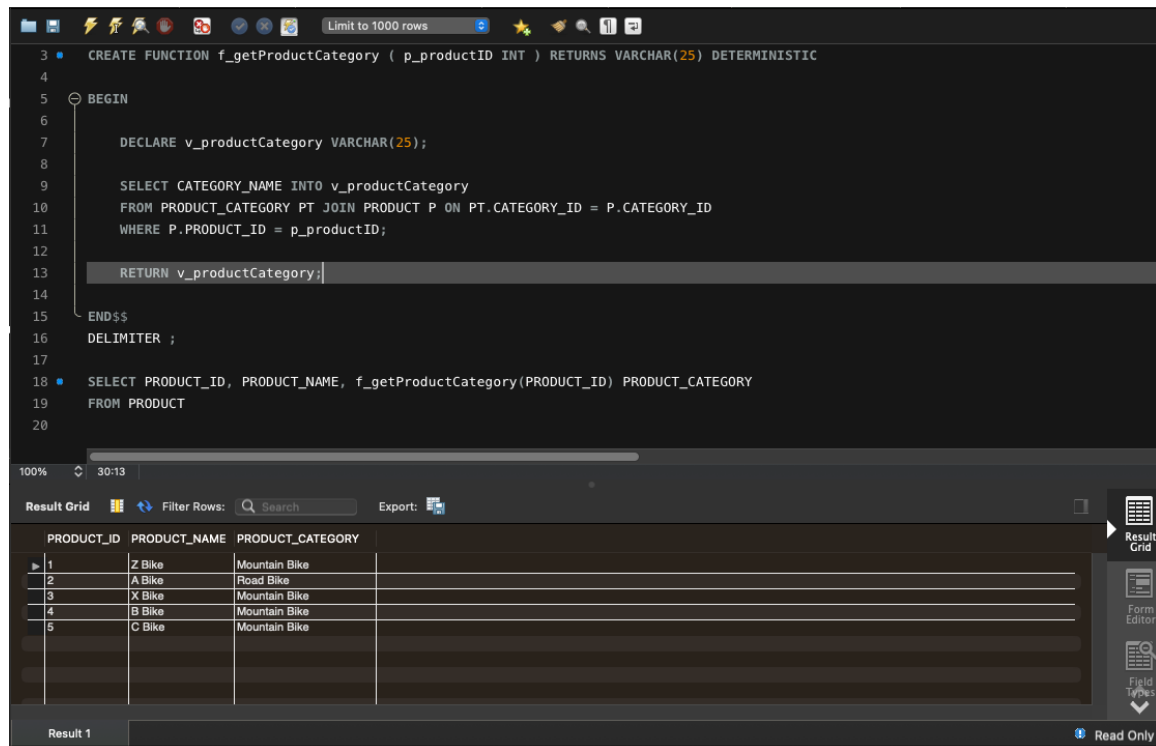 Limit to 1000 rows
3 CREATE FUNCTION f_getProductCategory ( p_productID INT ) RETURNS VARCHAR(25) DETERMINISTIC
4
5 BEGIN
6
7 DECLARE v_productCategory VARCHAR(25);
8
9 SELECT CATEGORY_NAME INTO v_productCategory
10 FROM PRODUCT_CATEGORY PT JOIN PRODUCT P ON PT.CATEGORY_ID = P.CATEGORY_ID
11 WHERE P.PRODUCT_ID = p_productID;
12
13 RETURN v_productCategory;
14
15 END$$
16 DELIMITER ;
17
18 SELECT PRODUCT_ID, PRODUCT_NAME, f_getProductCategory(PRODUCT_ID) PRODUCT_CATEGORY
19 FROM PRODUCT
20
100% 30:13
Result Grid Filter Rows: Search Export:
PRODUCT_ID PRODUCT_NAME PRODUCT_CATEGORY
1 Z Bike Mountain Bike
2 A Bike Road Bike
3 X Bike Mountain Bike
4 B Bike Mountain Bike
5 C Bike Mountain Bike
Result
Grid
Form
Editor
Field
Types
Result 1 Read Only